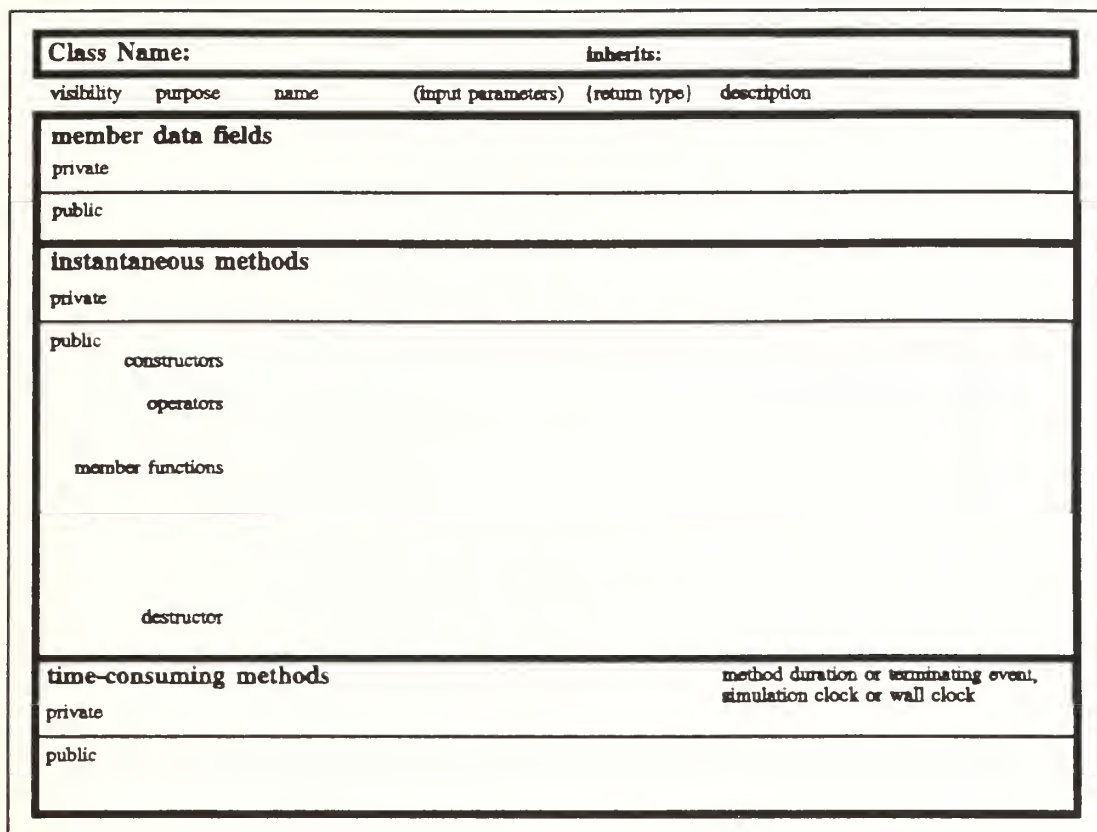 Class Name: inherits:
visibility purpose name (input parameters) {return type} description
member data fields
private
public
instantaneous methods
private
public
constructors
operators
member functions
destructor
time-consuming methods method duration or terminating event,
simulation clock or wall clock
private
public